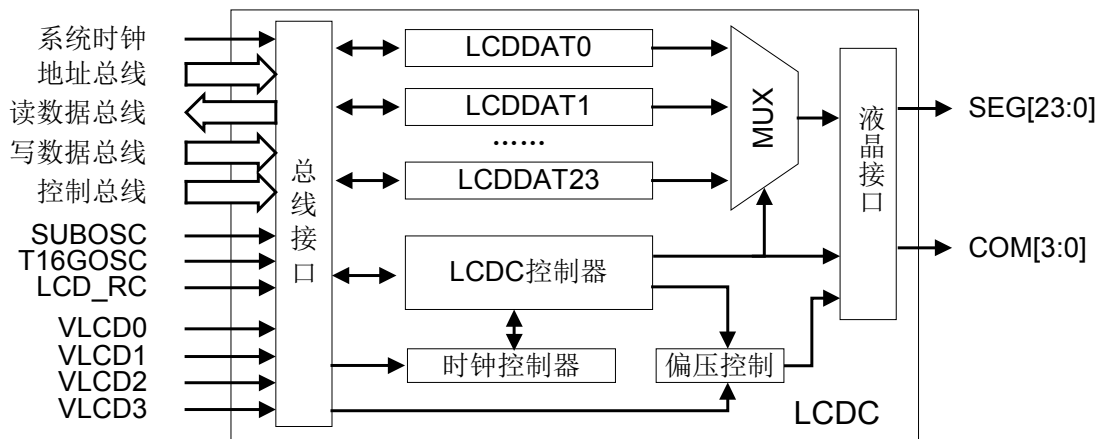 系统时钟
地址总线
读数据总线
写数据总线
控制总线
SUBOSC
T16GOSC
LCD_RC
VLCD0
VLCD1
VLCD2
VLCD3
总线接口
LCDDAT0
LCDDAT1
……
LCDDAT23
LCDC控制器
时钟控制器
MUX
偏压控制
液晶接口
LCDC
SEG[23:0]
COM[3:0]